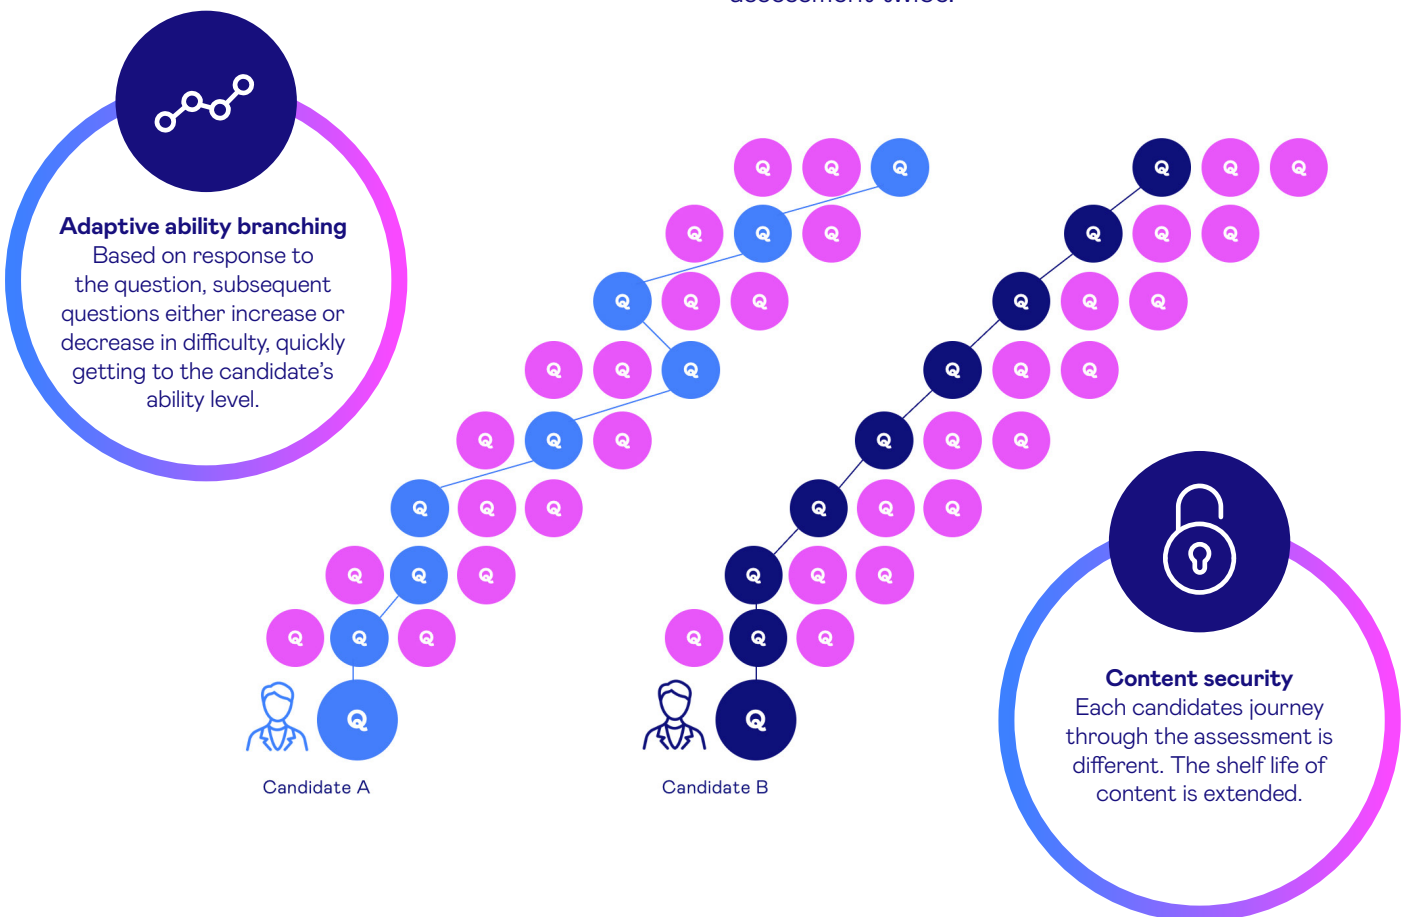 assessment twice.
Adaptive ability branching
Based on response to
the question, subsequent
questions either increase or
decrease in difficulty, quickly
getting to the candidate's
ability level.
Q Q Q Q Q Q
Q Q Q Q Q Q
Q Q Q Q Q Q
Q Q Q Q Q Q
Q Q Q Q Q Q
Q Q Q Q Q Q
Q Q Q Q Q Q
Q Q Q Q Q Q
Q Q
Candidate A
Candidate B
Content security
Each candidates journey
through the assessment is
different. The shelf life of
content is extended.